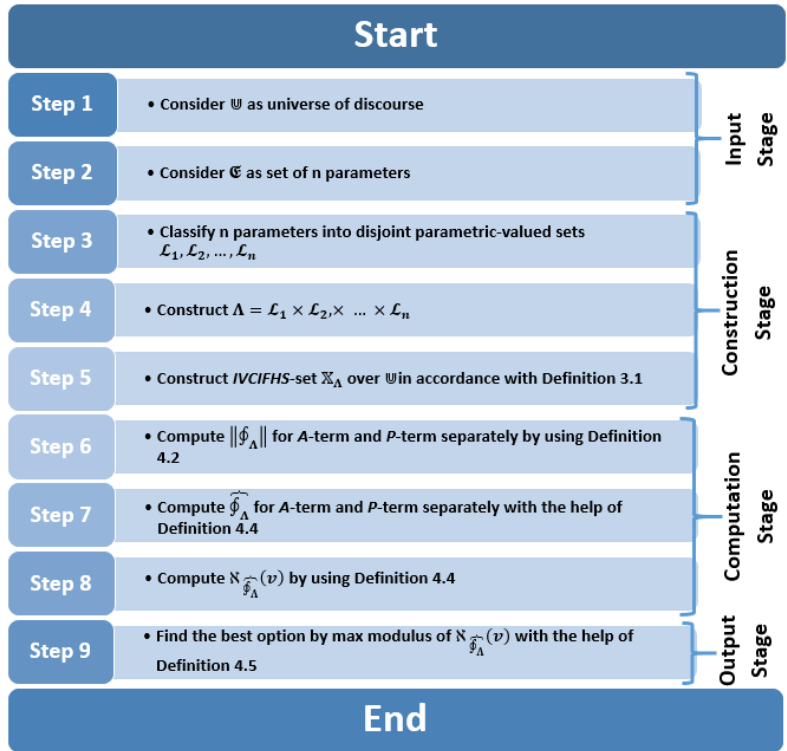 Start
Step 1
• Consider 𝕌 as universe of discourse
Step 2
• Consider 𝕰 as set of n parameters
Input Stage
Step 3
• Classify n parameters into disjoint parametric-valued sets
ℒ₁, ℒ₂, … , ℒₙ
Step 4
• Construct Λ = ℒ₁ × ℒ₂,× … × ℒₙ
Step 5
• Construct IVCIFHS-set 𝕏_Λ over 𝕌in accordance with Definition 3.1
Construction Stage
Step 6
• Compute ‖∮_Λ‖ for A-term and P-term separately by using Definition
4.2
Step 7
• Compute \widehat{∮_Λ} for A-term and P-term separately with the help of
Definition 4.4
Step 8
• Compute ℵ_{\widehat{∮_Λ}}(v) by using Definition 4.4
Computation Stage
Step 9
• Find the best option by max modulus of ℵ_{\widehat{∮_Λ}}(v) with the help of
Definition 4.5
Output Stage
End